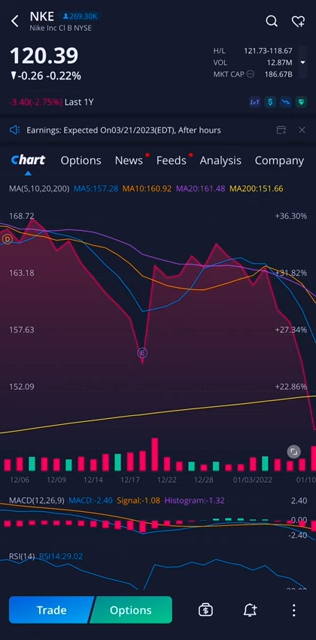 NKE 269.30K
Nike Inc Cl B NYSE
120.39
-0.26 -0.22%
H/L 121.73-118.67
VOL 12.87M
MKT CAP 186.67B
-3.40(-2.75%) Last 1Y
Lv1 $
Earnings: Expected On03/21/2023(EDT), After hours
Chart Options News Feeds Analysis Company
MA(5,10,20,200) MA5:157.28 MA10:160.92 MA20:161.48 MA200:151.66
168.72 +36.30%
D
163.18 +31.82%
157.63 +27.34%
E
152.09 +22.86%
12/06 12/09 12/14 12/17 12/22 12/28 01/03/2022 01/10
MACD(12,26,9) MACD:-2.40 Signal:-1.08 Histogram:-1.32
2.40
0.00
-2.40
RSI(14) RSI14:29.02
Trade Options
$